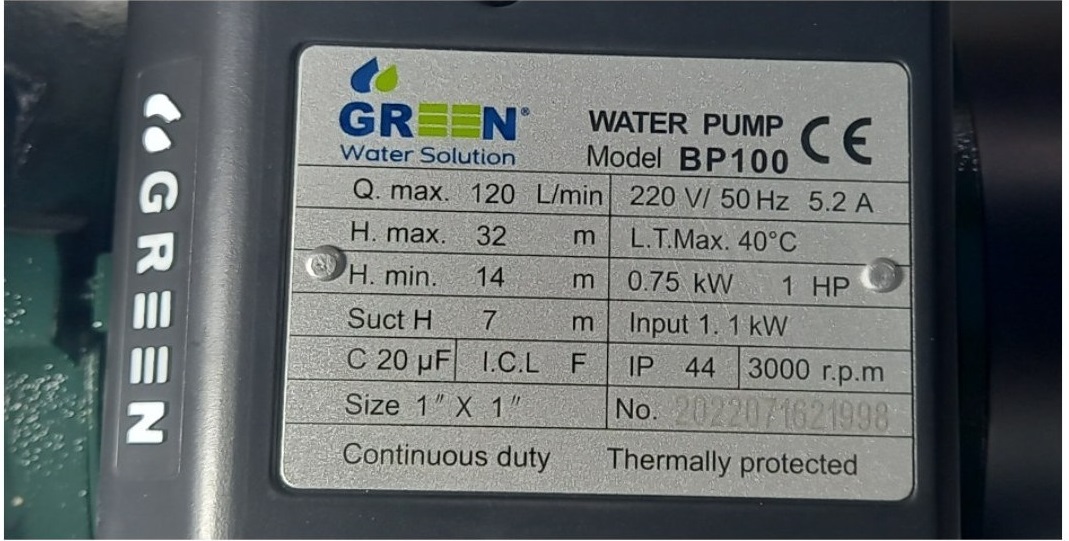 GREEN
GREEN®
Water Solution
WATER PUMP CE
Model BP100
Q. max. 120 L/min 220 V/ 50 Hz 5.2 A
H. max. 32 m L.T.Max. 40°C
H. min. 14 m 0.75 kW 1 HP
Suct H 7 m Input 1. 1 kW
C 20 µF I.C.L F IP 44 3000 r.p.m
Size 1" X 1" No. 2022071621998
Continuous duty Thermally protected